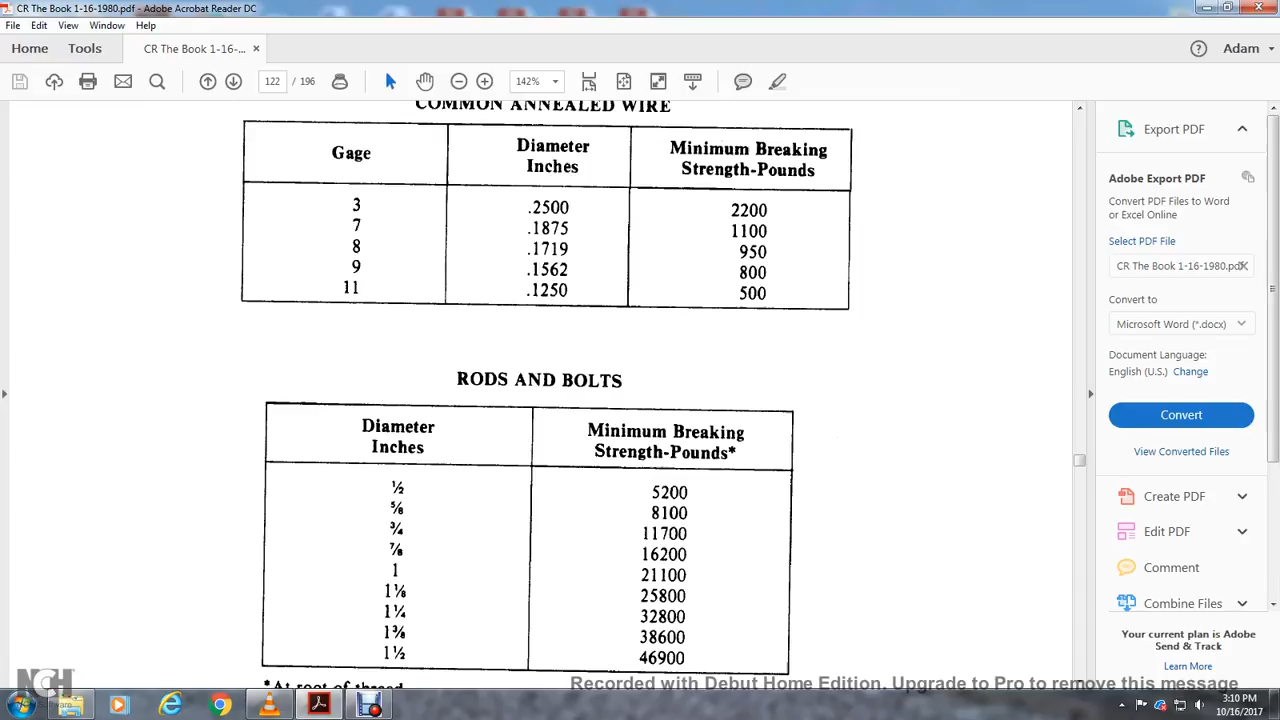 CR The Book 1-16-1980.pdf - Adobe Acrobat Reader DC
File Edit View Window Help
Home Tools CR The Book 1-16-... × Adam
122 / 196 142%
COMMON ANNEALED WIRE
Gage Diameter Inches Minimum Breaking Strength-Pounds
3 .2500 2200
7 .1875 1100
8 .1719 950
9 .1562 800
11 .1250 500
RODS AND BOLTS
Diameter Inches Minimum Breaking Strength-Pounds*
½ 5200
⅝ 8100
¾ 11700
⅞ 16200
1 21100
1⅛ 25800
1¼ 32800
1⅜ 38600
1½ 46900
*At root of thread
Export PDF
Adobe Export PDF
Convert PDF Files to Word
or Excel Online
Select PDF File
CR The Book 1-16-1980.pdf
Convert to
Microsoft Word (*.docx)
Document Language:
English (U.S.) Change
Convert
View Converted Files
Create PDF
Edit PDF
Comment
Combine Files
Your current plan is Adobe
Send & Track
Learn More
NCH
Software
Recorded with Debut Home Edition. Upgrade to Pro to remove this message
3:10 PM
10/16/2017